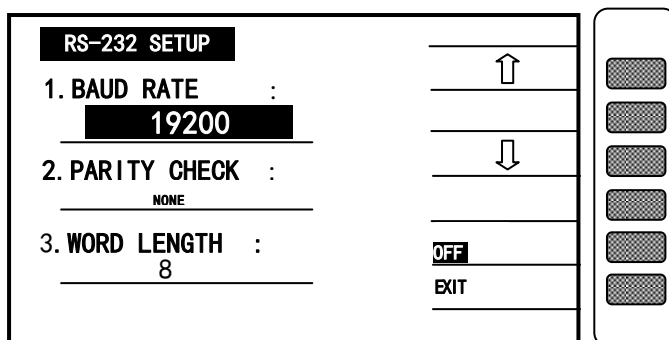 RS-232 SETUP
1. BAUD RATE :
19200
2. PARITY CHECK :
NONE
3. WORD LENGTH :
8
OFF
EXIT